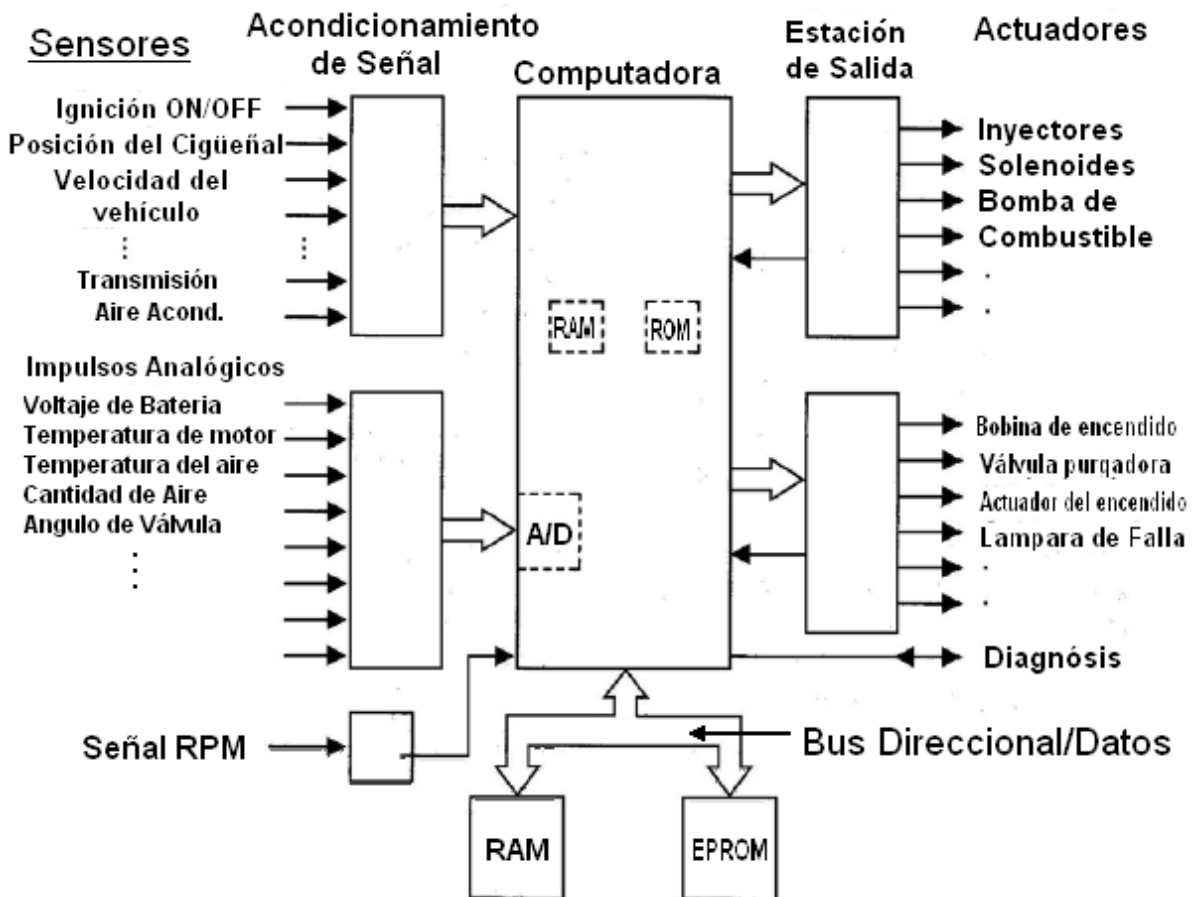 Sensores
Acondicionamiento
de Señal
Computadora
Estación
de Salida
Actuadores
Ignición ON/OFF
Posición del Cigüeñal
Velocidad del
vehículo
Transmisión
Aire Acond.
Impulsos Analógicos
Voltaje de Bateria
Temperatura de motor
Temperatura del aire
Cantidad de Aire
Angulo de Válvula
Señal RPM
RAM
ROM
A/D
Inyectores
Solenoides
Bomba de
Combustible
Bobina de encendido
Válvula purgadora
Actuador del encendido
Lampara de Falla
Diagnósis
Bus Direccional/Datos
RAM
EPROM